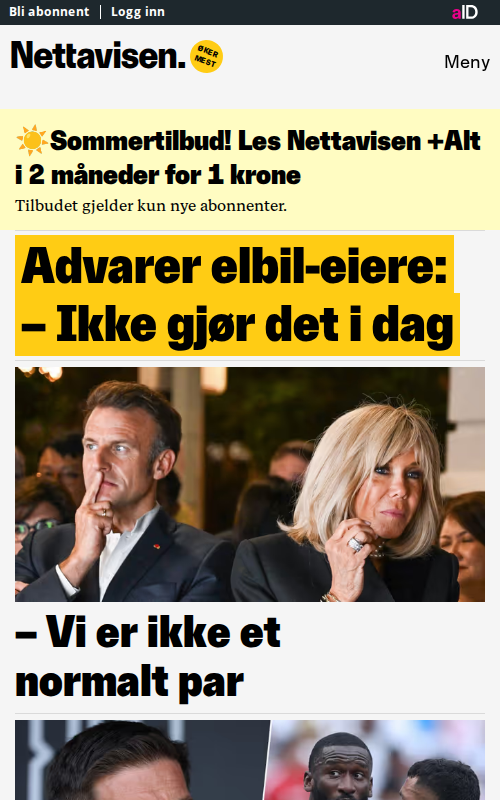 Bli abonnent | Logg inn
aID
Nettavisen.
ØKER
MEST
Meny
☀️Sommertilbud! Les Nettavisen +Alt
i 2 måneder for 1 krone
Tilbudet gjelder kun nye abonnenter.
Advarer elbil-eiere:
– Ikke gjør det i dag
– Vi er ikke et
normalt par